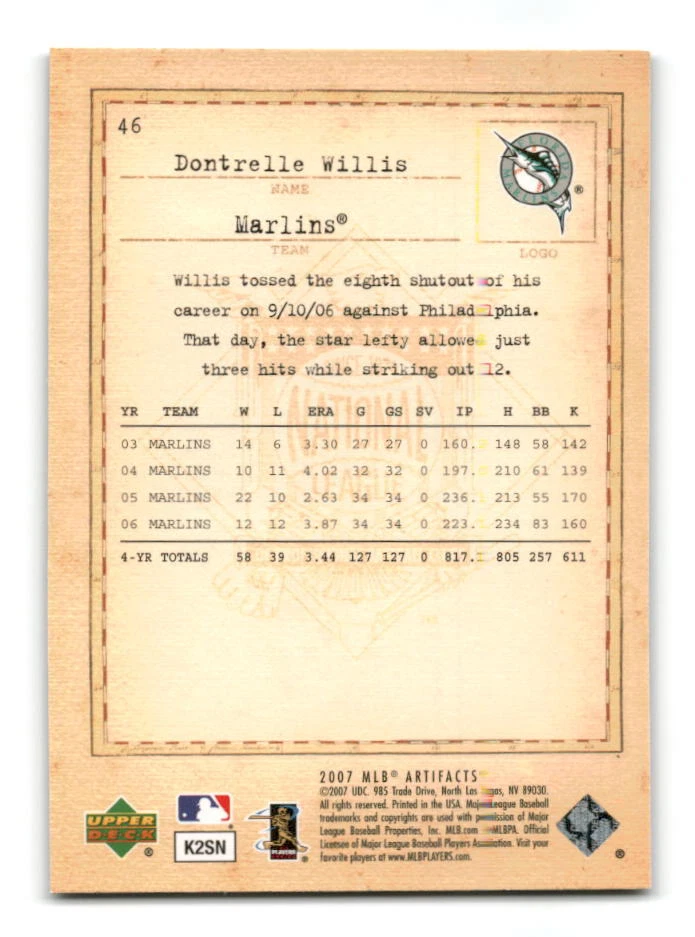 46
Dontrelle Willis
NAME
Marlins®
TEAM
LOGO
®
Willis tossed the eighth shutout of his
career on 9/10/06 against Philadelphia.
That day, the star lefty allowed just
three hits while striking out 12.
YR TEAM W L ERA G GS SV IP H BB K
03 MARLINS 14 6 3.30 27 27 0 160. 148 58 142
04 MARLINS 10 11 4.02 32 32 0 197. 210 61 139
05 MARLINS 22 10 2.63 34 34 0 236. 213 55 170
06 MARLINS 12 12 3.87 34 34 0 223. 234 83 160
4-YR TOTALS 58 39 3.44 127 127 0 817. 805 257 611
NATIONAL
LEAGUE
2007 MLB® ARTIFACTS
©2007 UDC. 985 Trade Drive, North Las Vegas, NV 89030.
All rights reserved. Printed in the USA. Major League Baseball
trademarks and copyrights are used with permission of Major
League Baseball Properties, Inc. MLB.com MLBPA. Official
Licensee of Major League Baseball Players Association. Visit your
favorite players at www.MLBPLAYERS.com.
UPPER
DECK
®
K2SN
PLAYERS
®
®